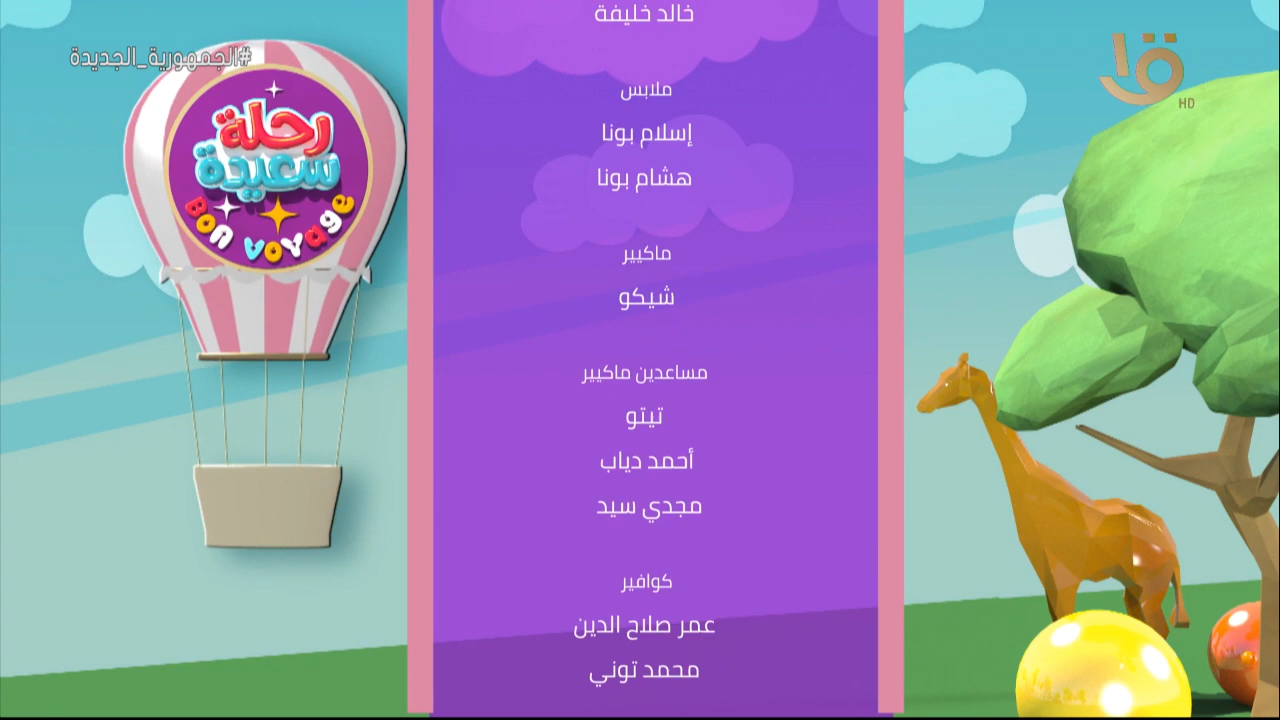 #الجمهورية_الجديدة
رحلة
سعيدة
BON VOYAGE
خالد خليفة
ملابس
إسلام بونا
هشام بونا
ماكيير
شيكو
مساعدين ماكيير
تيتو
أحمد دياب
مجدي سيد
كوافير
عمر صلاح الدين
محمد توني
HD